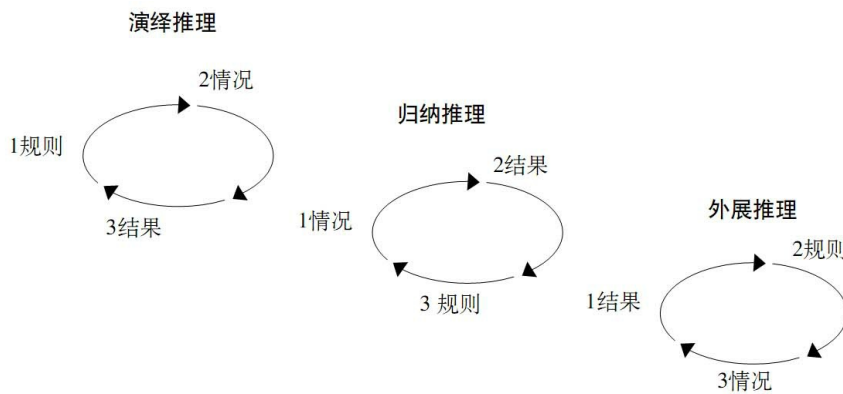 演绎推理
2情况
1规则
3结果
归纳推理
2结果
1情况
3 规则
外展推理
2规则
1结果
3情况